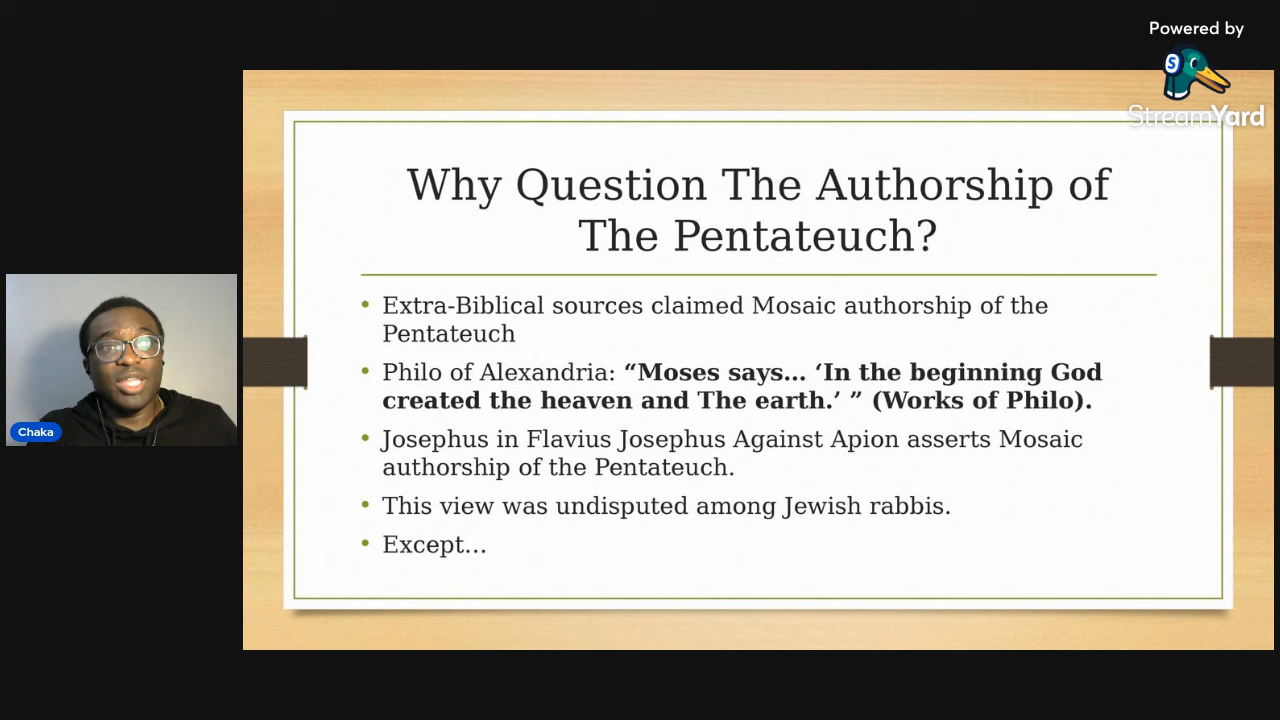 Powered by
S
StreamYard
Why Question The Authorship of
The Pentateuch?
• Extra-Biblical sources claimed Mosaic authorship of the
Pentateuch
• Philo of Alexandria: “Moses says... ‘In the beginning God
created the heaven and The earth.’ ” (Works of Philo).
• Josephus in Flavius Josephus Against Apion asserts Mosaic
authorship of the Pentateuch.
• This view was undisputed among Jewish rabbis.
• Except...
Chaka